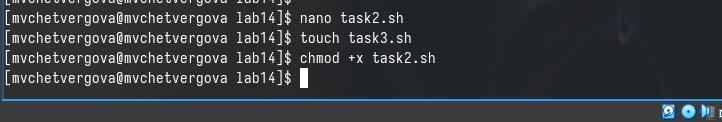 [mvchetvergova@mvchetvergova lab14]$ nano task2.sh
[mvchetvergova@mvchetvergova lab14]$ touch task3.sh
[mvchetvergova@mvchetvergova lab14]$ chmod +x task2.sh
[mvchetvergova@mvchetvergova lab14]$